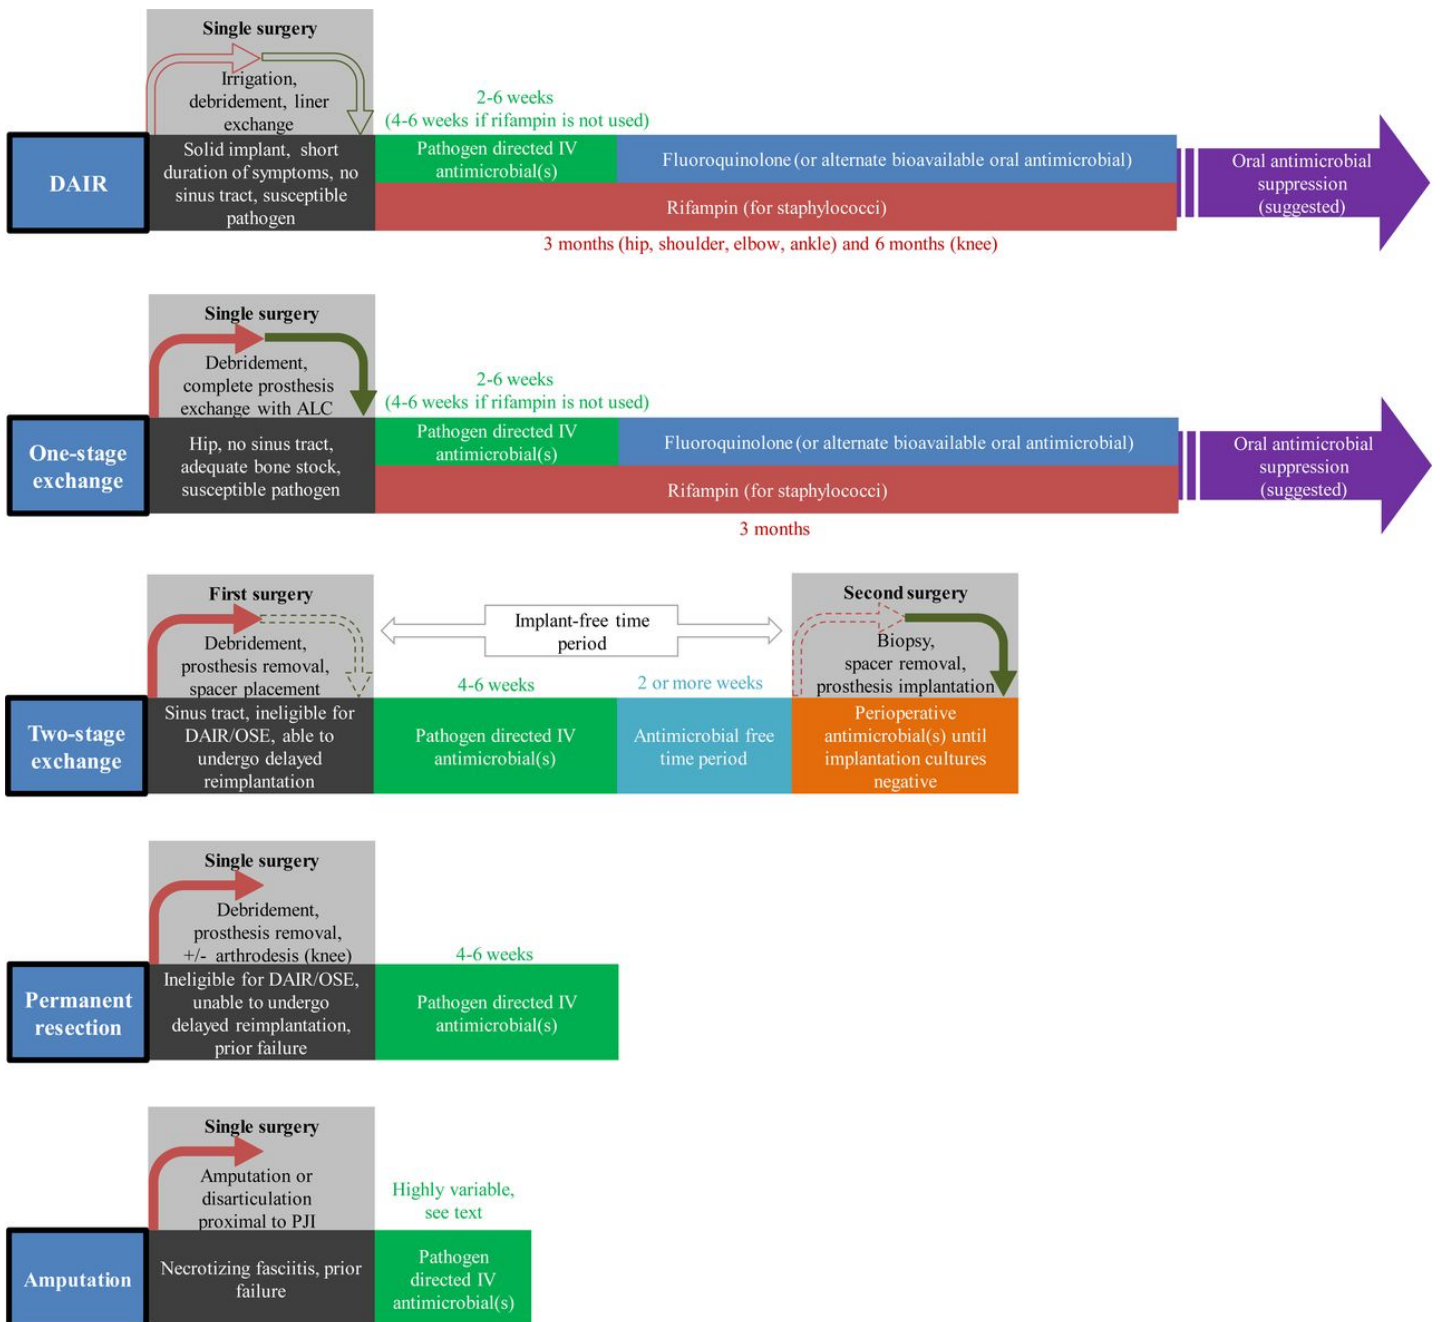 Single surgery
Irrigation,
debridement, liner
exchange
DAIR
Solid implant, short
duration of symptoms, no
sinus tract, susceptible
pathogen
2-6 weeks
(4-6 weeks if rifampin is not used)
Pathogen directed IV
antimicrobial(s)
Fluoroquinolone (or alternate bioavailable oral antimicrobial)
Rifampin (for staphylococci)
3 months (hip, shoulder, elbow, ankle) and 6 months (knee)
Oral antimicrobial
suppression
(suggested)
Single surgery
Debridement,
complete prosthesis
exchange with ALC
One-stage
exchange
Hip, no sinus tract,
adequate bone stock,
susceptible pathogen
2-6 weeks
(4-6 weeks if rifampin is not used)
Pathogen directed IV
antimicrobial(s)
Fluoroquinolone (or alternate bioavailable oral antimicrobial)
Rifampin (for staphylococci)
3 months
Oral antimicrobial
suppression
(suggested)
First surgery
Debridement,
prosthesis removal,
spacer placement
Two-stage
exchange
Sinus tract, ineligible for
DAIR/OSE, able to
undergo delayed
reimplantation
Implant-free time
period
4-6 weeks
Pathogen directed IV
antimicrobial(s)
2 or more weeks
Antimicrobial free
time period
Second surgery
Biopsy,
spacer removal,
prosthesis implantation
Perioperative
antimicrobial(s) until
implantation cultures
negative
Single surgery
Debridement,
prosthesis removal,
+/- arthrodesis (knee)
Permanent
resection
Ineligible for DAIR/OSE,
unable to undergo
delayed reimplantation,
prior failure
4-6 weeks
Pathogen directed IV
antimicrobial(s)
Single surgery
Amputation or
disarticulation
proximal to PJI
Amputation
Necrotizing fasciitis, prior
failure
Highly variable,
see text
Pathogen
directed IV
antimicrobial(s)